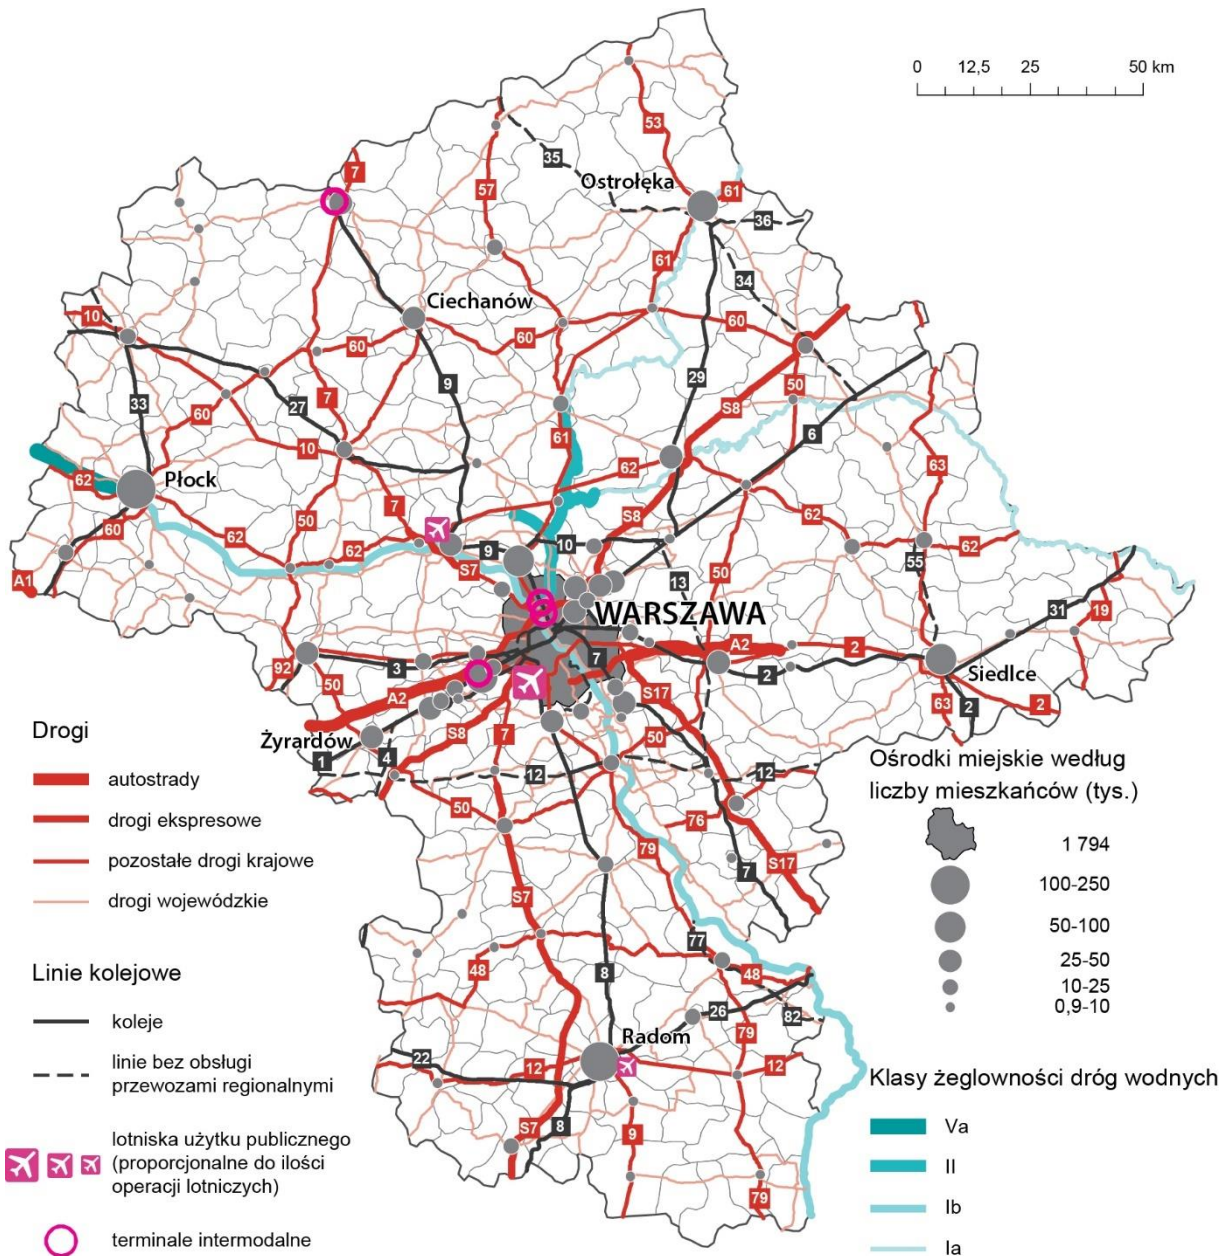 0 12,5 25 50 km
53
7
35
Ostrołęka
61
57
36
61
34
Ciechanów
10
60
60
60
9
29
50
33
7
S8
60
27
61
6
10
62
63
62
Płock
7
50
S8
62
60
62
62
62
9
10
S7
55
A1
13
50
WARSZAWA
31
19
3
7
A2
2
92
2
Siedlce
50
A2
S17
63
2
2
S8
Żyrardów
7
50
1
4
12
12
50
76
79
S17
7
S7
77
48
8
48
26
82
Radom
79
22
12
12
S7
8
9
79
Drogi
autostrady
drogi ekspresowe
pozostałe drogi krajowe
drogi wojewódzkie
Linie kolejowe
koleje
linie bez obsługi
przewozami regionalnymi
lotniska użytku publicznego
(proporcjonalne do ilości
operacji lotniczych)
terminale intermodalne
Ośrodki miejskie według
liczby mieszkańców (tys.)
1 794
100-250
50-100
25-50
10-25
0,9-10
Klasy żeglowności dróg wodnych
Va
II
Ib
Ia